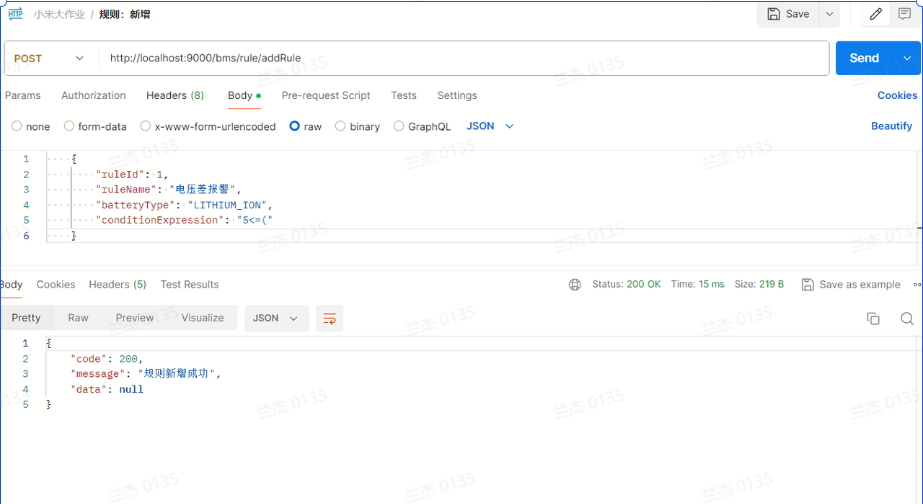 HTTP 小米大作业 / 规则：新增 Save
POST http://localhost:9000/bms/rule/addRule Send
Params Authorization Headers (8) Body Pre-request Script Tests Settings Cookies
none form-data x-www-form-urlencoded raw binary GraphQL JSON Beautify
1 {
2 "ruleId": 1,
3 "ruleName": "电压差报警",
4 "batteryType": "LITHIUM_ION",
5 "conditionExpression": "5<=("
6 }
Body Cookies Headers (5) Test Results Status: 200 OK Time: 15 ms Size: 219 B Save as example
Pretty Raw Preview Visualize JSON
1 {
2 "code": 200,
3 "message": "规则新增成功",
4 "data": null
5 }
兰杰 0135